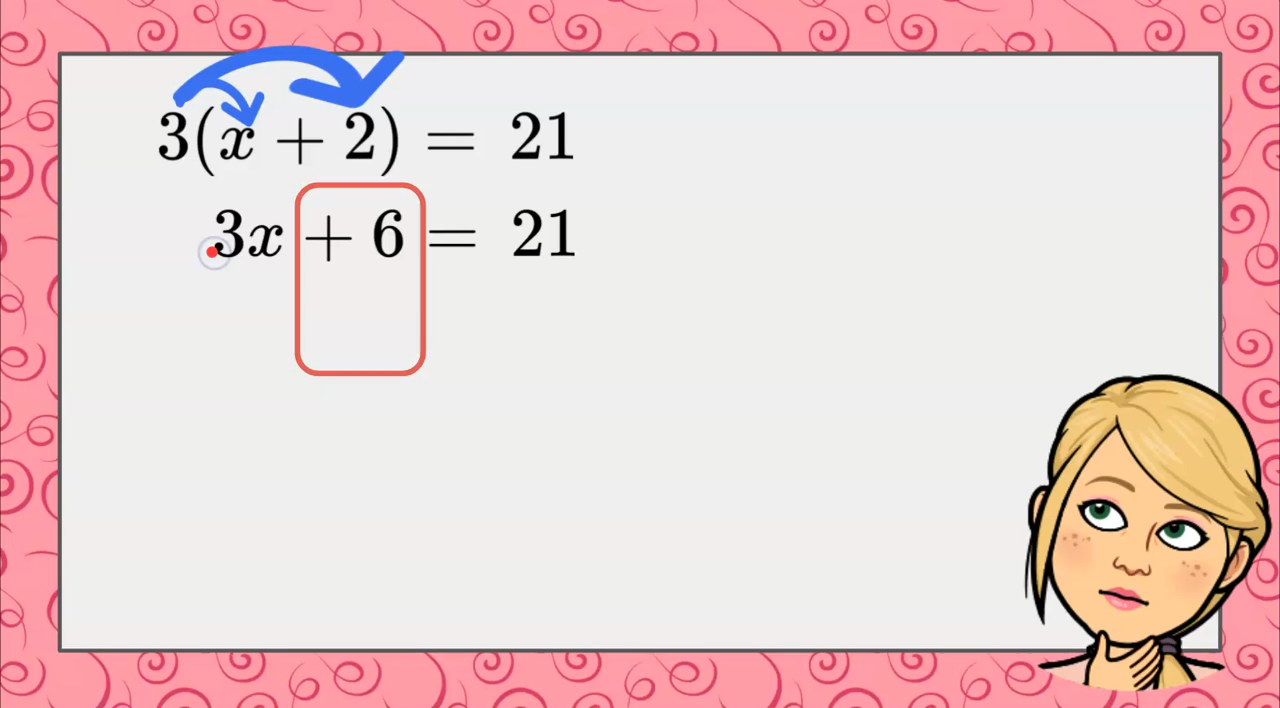 3(x + 2) = 21
3x + 6 = 21